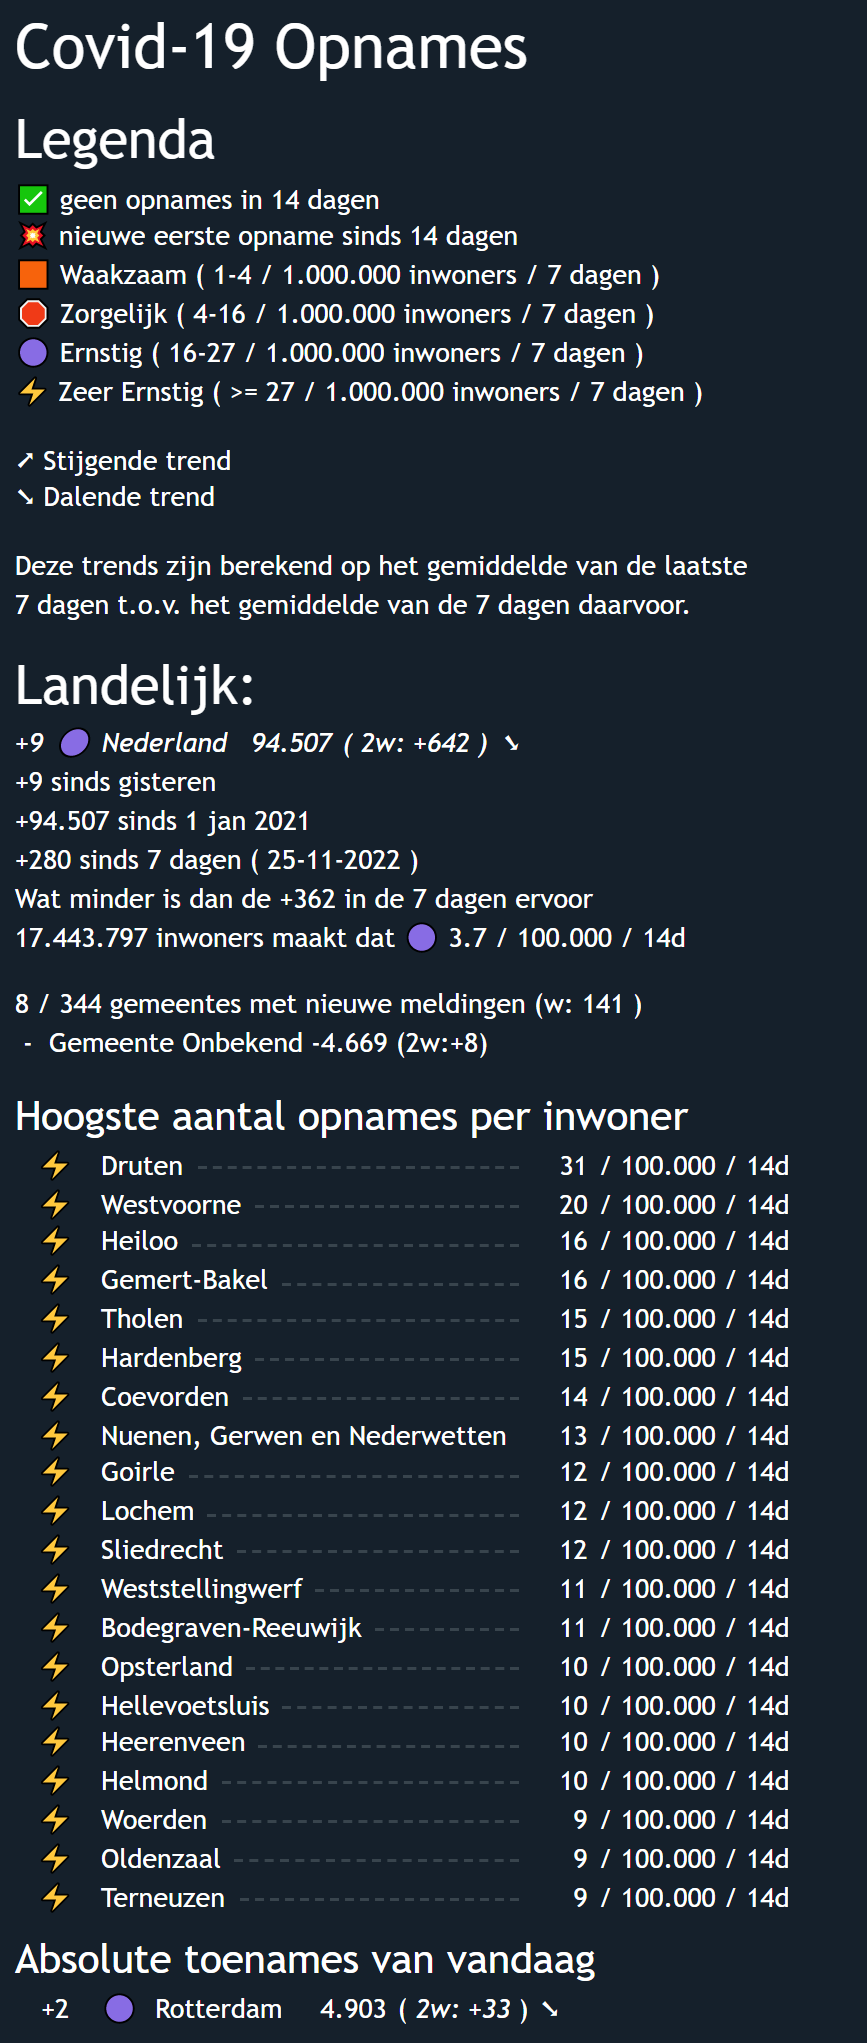 Covid-19 Opnames
Legenda
✅ geen opnames in 14 dagen
💥 nieuwe eerste opname sinds 14 dagen
🟧 Waakzaam ( 1-4 / 1.000.000 inwoners / 7 dagen )
🛑 Zorgelijk ( 4-16 / 1.000.000 inwoners / 7 dagen )
🟣 Ernstig ( 16-27 / 1.000.000 inwoners / 7 dagen )
⚡ Zeer Ernstig ( >= 27 / 1.000.000 inwoners / 7 dagen )
➚ Stijgende trend
➘ Dalende trend
Deze trends zijn berekend op het gemiddelde van de laatste
7 dagen t.o.v. het gemiddelde van de 7 dagen daarvoor.
Landelijk:
+9 🟣 Nederland 94.507 ( 2w: +642 ) ➘
+9 sinds gisteren
+94.507 sinds 1 jan 2021
+280 sinds 7 dagen ( 25-11-2022 )
Wat minder is dan de +362 in de 7 dagen ervoor
17.443.797 inwoners maakt dat 🟣 3.7 / 100.000 / 14d
8 / 344 gemeentes met nieuwe meldingen (w: 141 )
- Gemeente Onbekend -4.669 (2w:+8)
Hoogste aantal opnames per inwoner
⚡ Druten 31 / 100.000 / 14d
⚡ Westvoorne 20 / 100.000 / 14d
⚡ Heiloo 16 / 100.000 / 14d
⚡ Gemert-Bakel 16 / 100.000 / 14d
⚡ Tholen 15 / 100.000 / 14d
⚡ Hardenberg 15 / 100.000 / 14d
⚡ Coevorden 14 / 100.000 / 14d
⚡ Nuenen, Gerwen en Nederwetten 13 / 100.000 / 14d
⚡ Goirle 12 / 100.000 / 14d
⚡ Lochem 12 / 100.000 / 14d
⚡ Sliedrecht 12 / 100.000 / 14d
⚡ Weststellingwerf 11 / 100.000 / 14d
⚡ Bodegraven-Reeuwijk 11 / 100.000 / 14d
⚡ Opsterland 10 / 100.000 / 14d
⚡ Hellevoetsluis 10 / 100.000 / 14d
⚡ Heerenveen 10 / 100.000 / 14d
⚡ Helmond 10 / 100.000 / 14d
⚡ Woerden 9 / 100.000 / 14d
⚡ Oldenzaal 9 / 100.000 / 14d
⚡ Terneuzen 9 / 100.000 / 14d
Absolute toenames van vandaag
+2 🟣 Rotterdam 4.903 ( 2w: +33 ) ➘